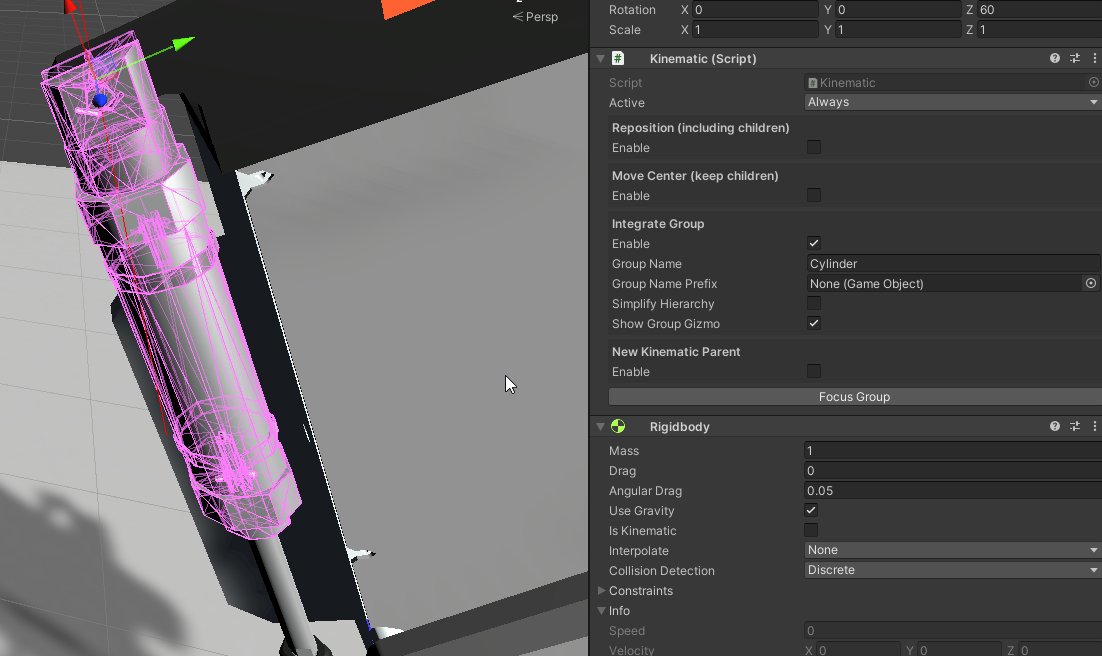 Persp
Rotation X 0 Y 0 Z 60
Scale X 1 Y 1 Z 1
# Kinematic (Script)
Script # Kinematic
Active Always
Reposition (including children)
Enable
Move Center (keep children)
Enable
Integrate Group
Enable
Group Name Cylinder
Group Name Prefix None (Game Object)
Simplify Hierarchy
Show Group Gizmo
New Kinematic Parent
Enable
Focus Group
Rigidbody
Mass 1
Drag 0
Angular Drag 0.05
Use Gravity
Is Kinematic
Interpolate None
Collision Detection Discrete
Constraints
Info
Speed 0
Velocity X 0 Y 0 Z 0